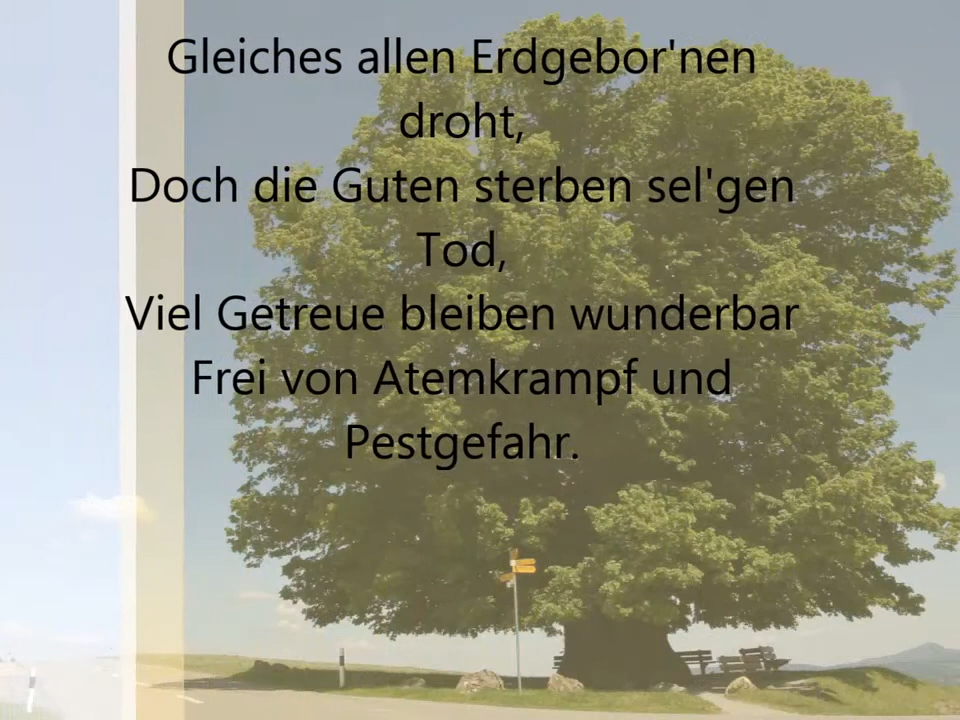 Gleiches allen Erdgebor'nen
droht,
Doch die Guten sterben sel'gen
Tod,
Viel Getreue bleiben wunderbar
Frei von Atemkrampf und
Pestgefahr.